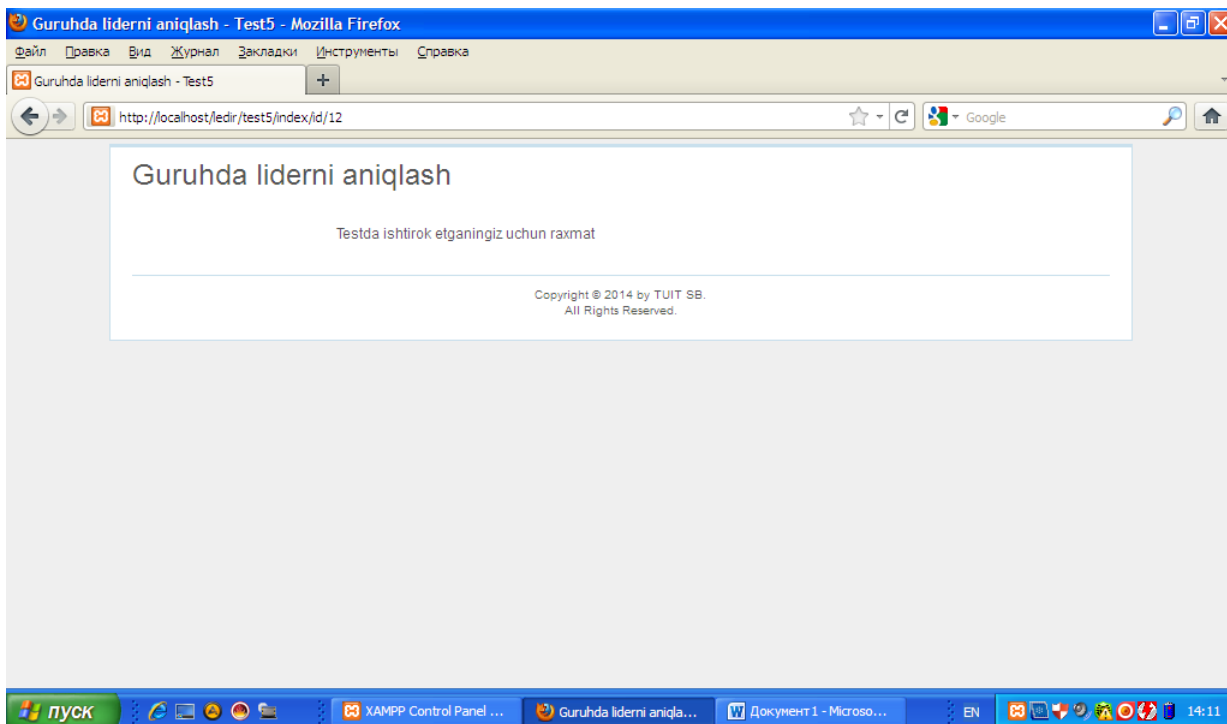 Guruhda liderni aniqlash - Test5 - Mozilla Firefox
Файл Правка Вид Журнал Закладки Инструменты Справка
Guruhda liderni aniqlash - Test5
http://localhost/ledir/test5/index/id/12
Google
Guruhda liderni aniqlash
Testda ishtirok etganingiz uchun raxmat
Copyright © 2014 by TUIT SB.
All Rights Reserved.
пуск
XAMPP Control Panel ...
Guruhda liderni aniqla...
Документ1 - Microso...
EN
14:11